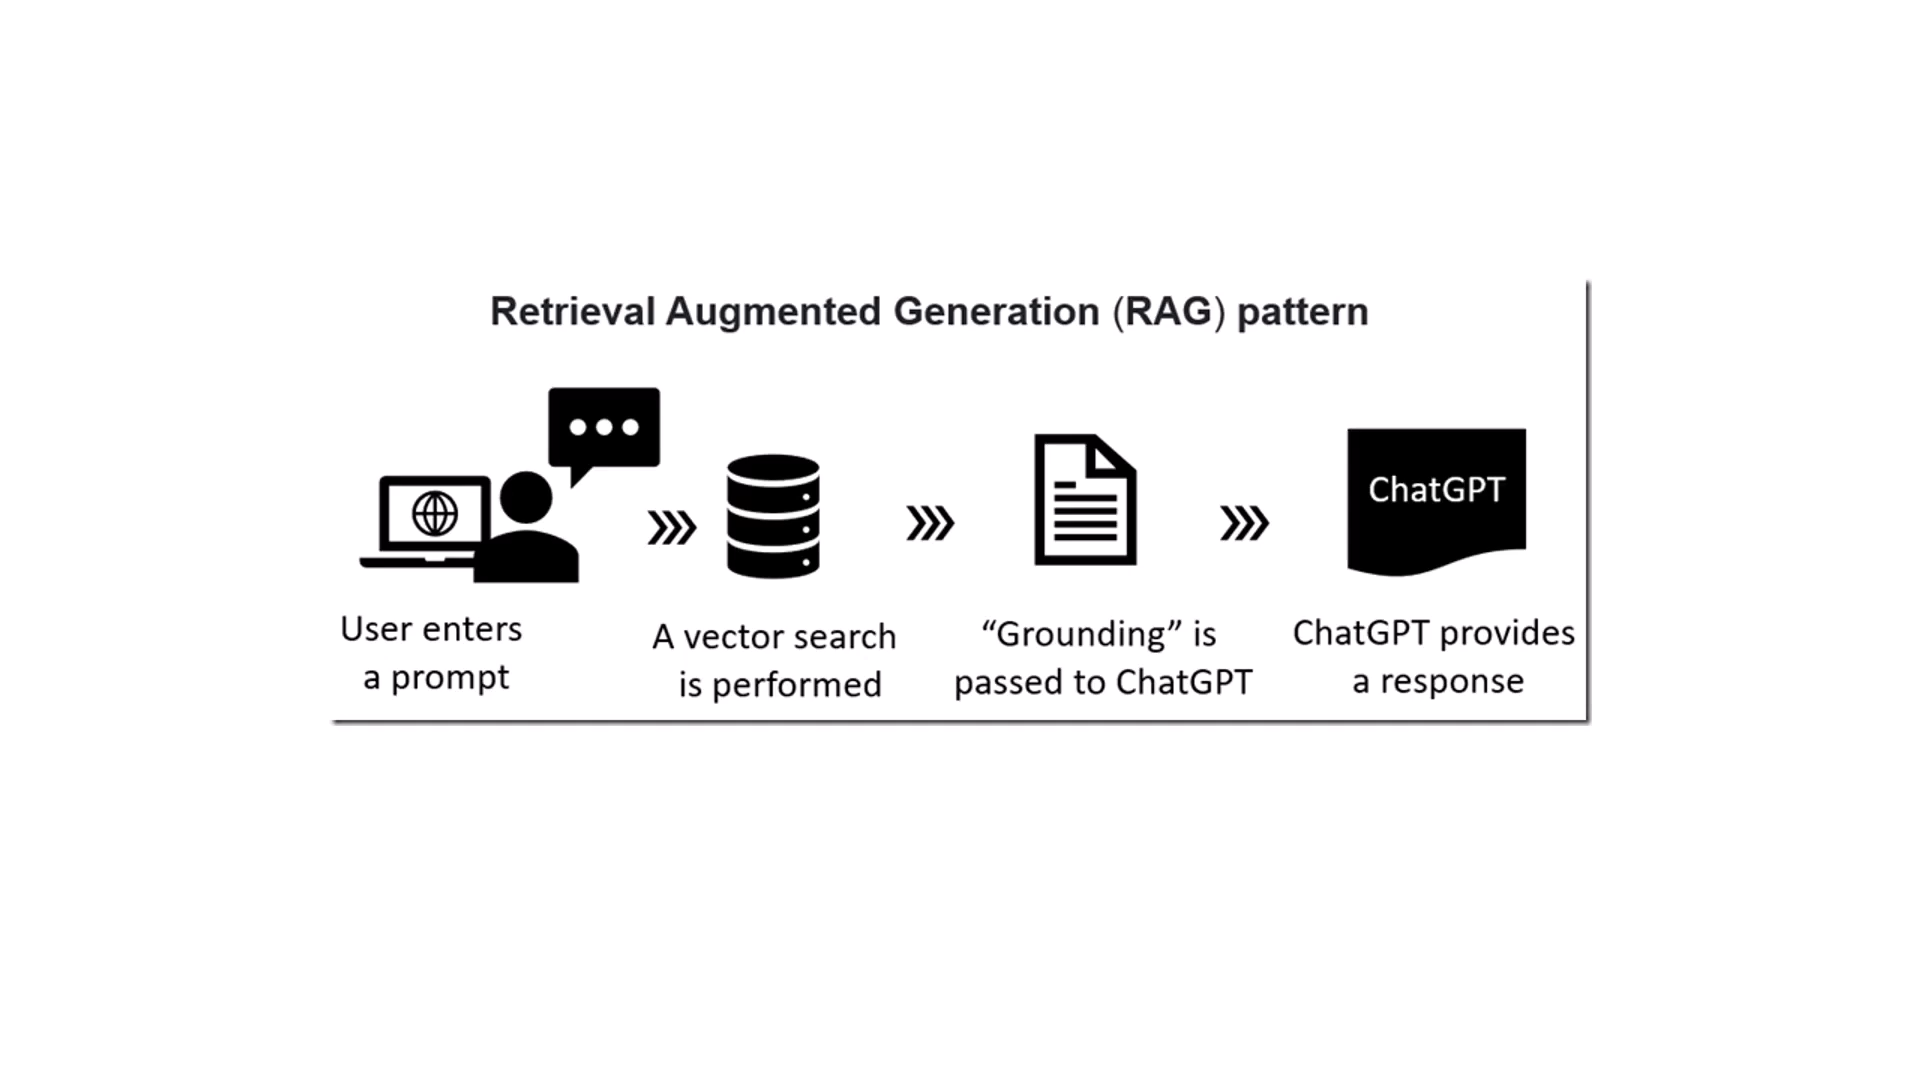 Retrieval Augmented Generation (RAG) pattern
User enters
a prompt
A vector search
is performed
“Grounding” is
passed to ChatGPT
ChatGPT
ChatGPT provides
a response